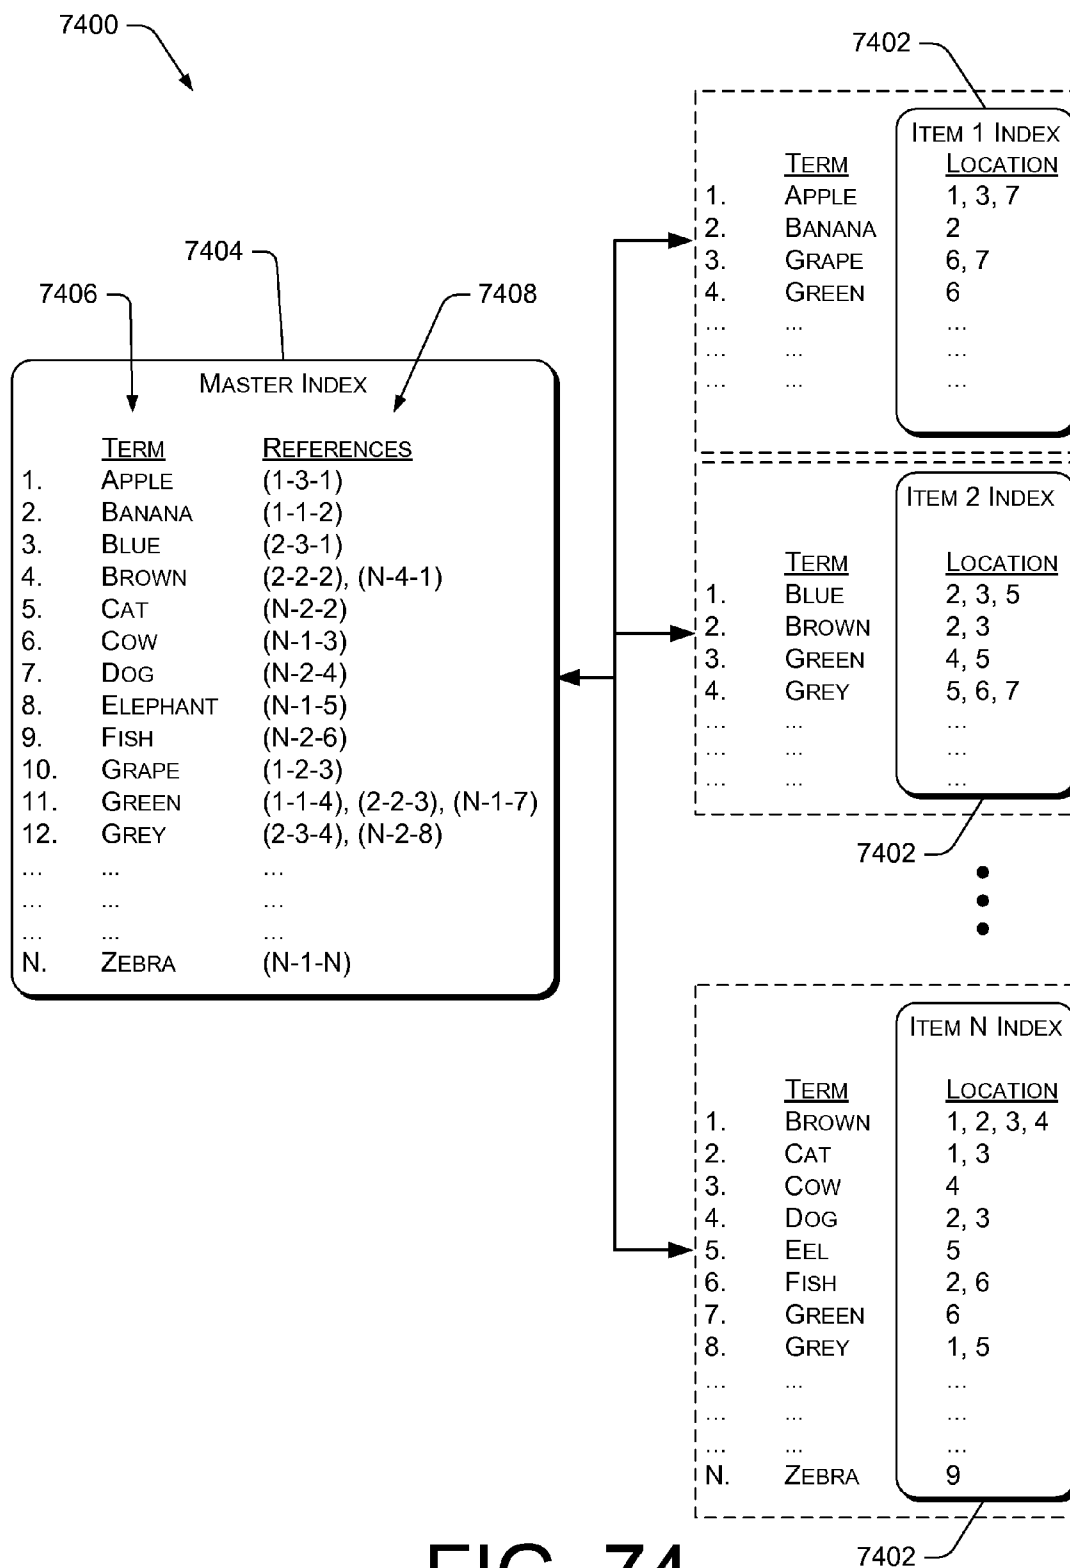 7400
7402
ITEM 1 INDEX
TERM LOCATION
1. APPLE 1, 3, 7
2. BANANA 2
3. GRAPE 6, 7
4. GREEN 6
... ... ...
... ... ...
... ... ...
7404
7406
7408
MASTER INDEX
TERM REFERENCES
1. APPLE (1-3-1)
2. BANANA (1-1-2)
3. BLUE (2-3-1)
4. BROWN (2-2-2), (N-4-1)
5. CAT (N-2-2)
6. COW (N-1-3)
7. DOG (N-2-4)
8. ELEPHANT (N-1-5)
9. FISH (N-2-6)
10. GRAPE (1-2-3)
11. GREEN (1-1-4), (2-2-3), (N-1-7)
12. GREY (2-3-4), (N-2-8)
... ... ...
... ... ...
... ... ...
N. ZEBRA (N-1-N)
ITEM 2 INDEX
TERM LOCATION
1. BLUE 2, 3, 5
2. BROWN 2, 3
3. GREEN 4, 5
4. GREY 5, 6, 7
... ... ...
... ... ...
... ... ...
7402
ITEM N INDEX
TERM LOCATION
1. BROWN 1, 2, 3, 4
2. CAT 1, 3
3. COW 4
4. DOG 2, 3
5. EEL 5
6. FISH 2, 6
7. GREEN 6
8. GREY 1, 5
... ... ...
... ... ...
... ... ...
N. ZEBRA 9
7402
FIG. 74